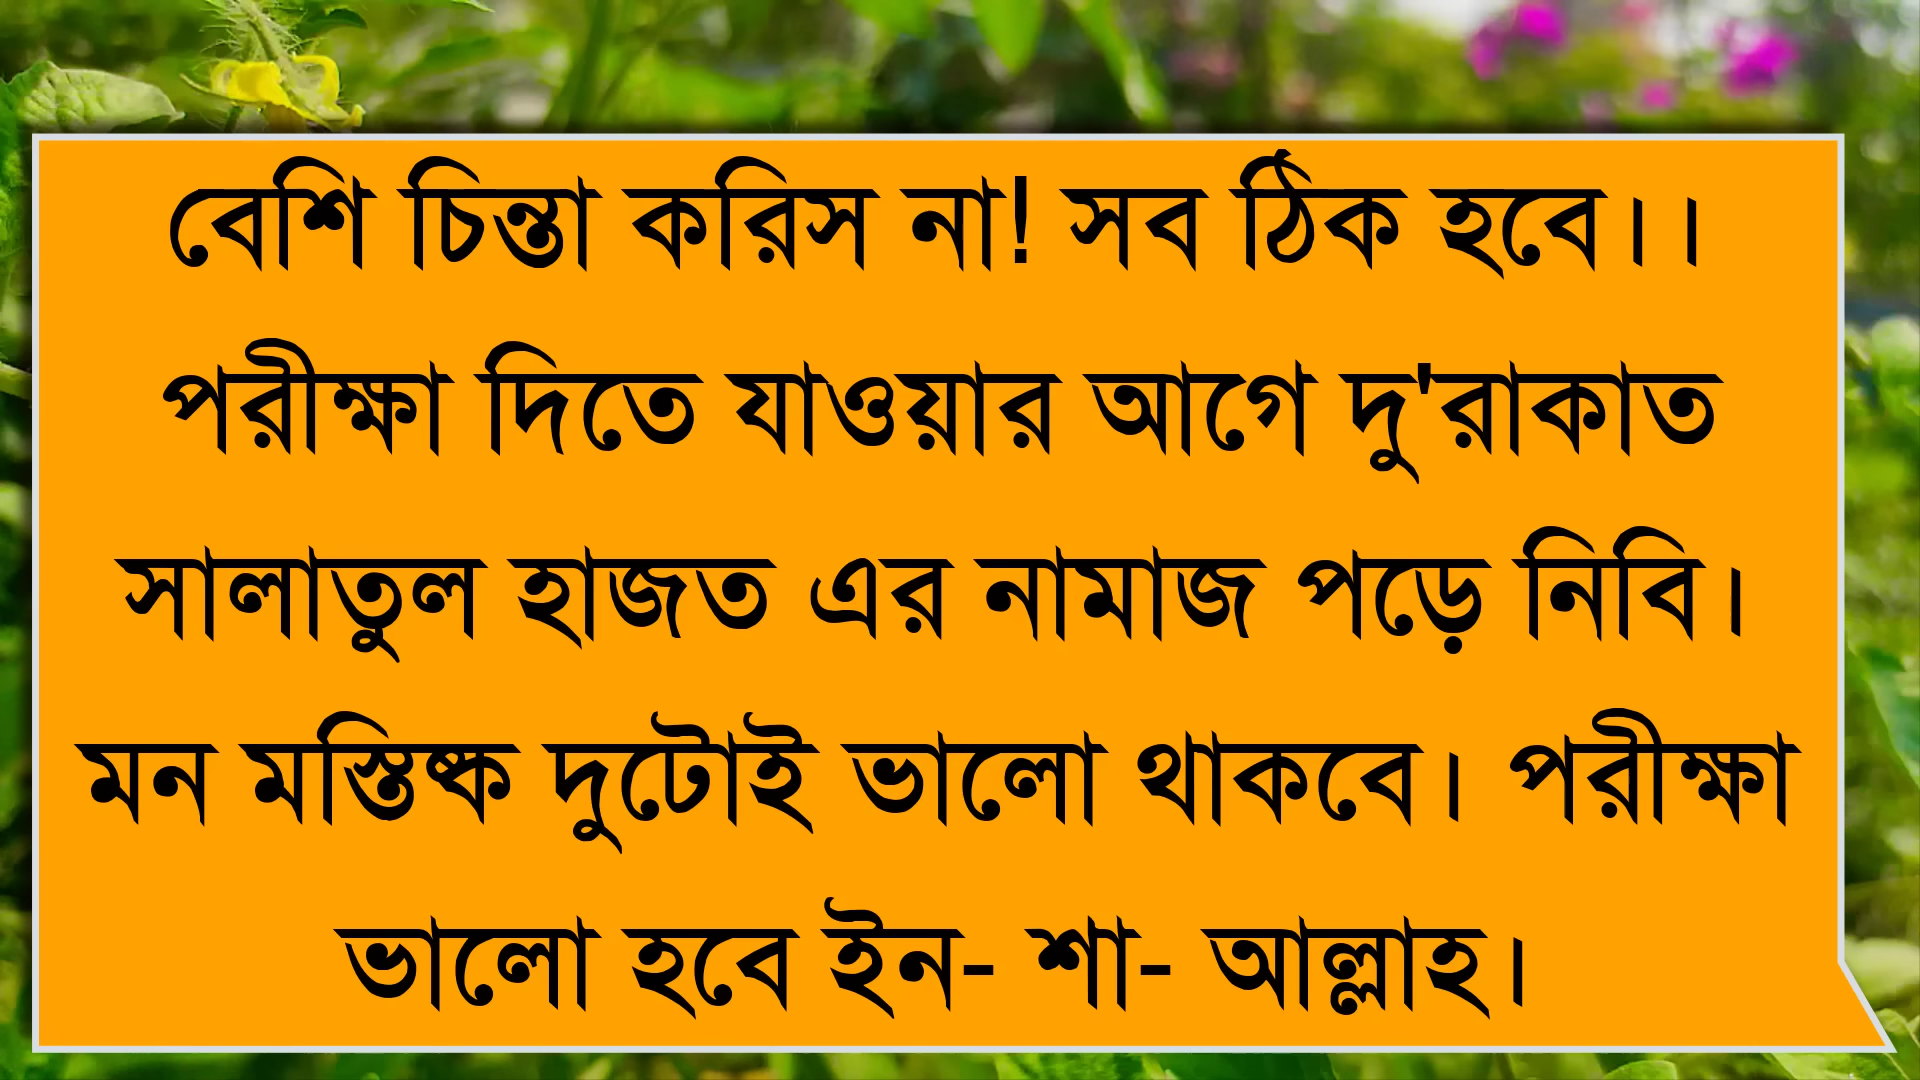 বেশি চিন্তা করিস না! সব ঠিক হবে।।
পরীক্ষা দিতে যাওয়ার আগে দু'রাকাত
সালাতুল হাজত এর নামাজ পড়ে নিবি।
মন মস্তিষ্ক দুটোই ভালো থাকবে। পরীক্ষা
ভালো হবে ইন- শা- আল্লাহ।